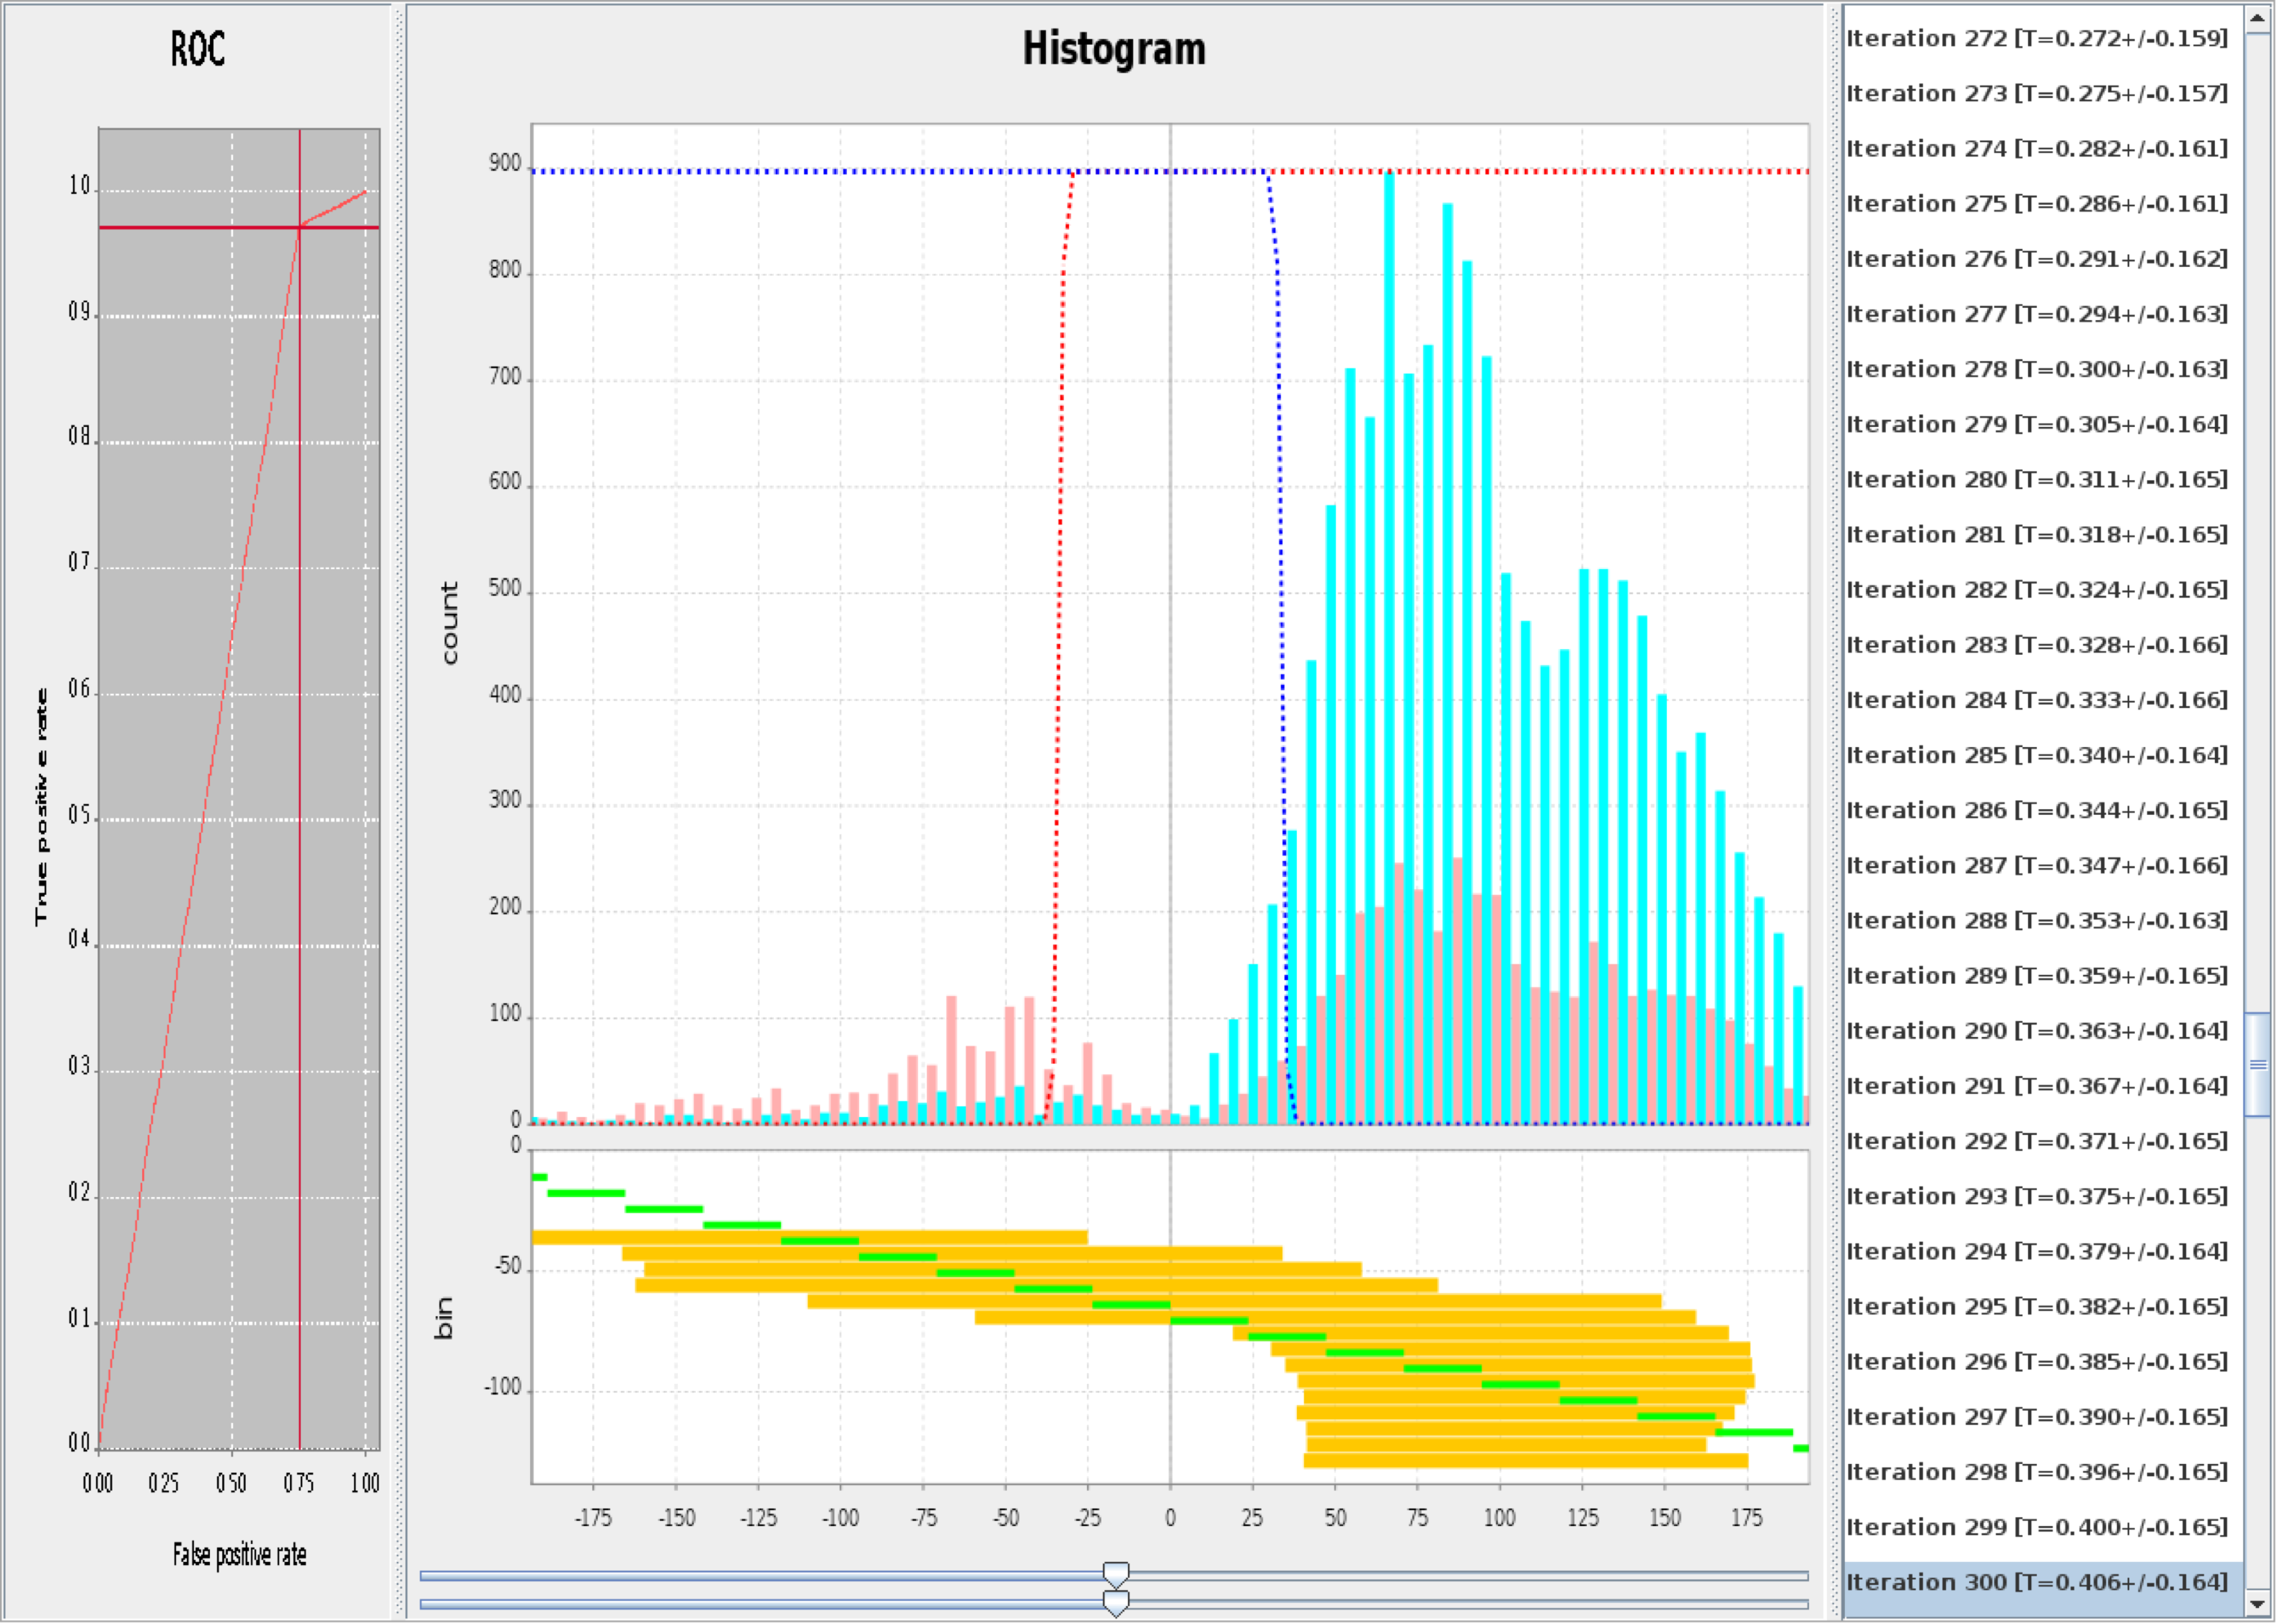 ROC
1.0
0.9
0.8
0.7
0.6
0.5
0.4
0.3
0.2
0.1
0.0
True positive rate
0.00 0.25 0.50 0.75 1.00
False positive rate
Histogram
900
800
700
600
500
400
300
200
100
0
count
0
-50
-100
bin
-175 -150 -125 -100 -75 -50 -25 0 25 50 75 100 125 150 175
Iteration 272 [T=0.272+/-0.159]
Iteration 273 [T=0.275+/-0.157]
Iteration 274 [T=0.282+/-0.161]
Iteration 275 [T=0.286+/-0.161]
Iteration 276 [T=0.291+/-0.162]
Iteration 277 [T=0.294+/-0.163]
Iteration 278 [T=0.300+/-0.163]
Iteration 279 [T=0.305+/-0.164]
Iteration 280 [T=0.311+/-0.165]
Iteration 281 [T=0.318+/-0.165]
Iteration 282 [T=0.324+/-0.165]
Iteration 283 [T=0.328+/-0.166]
Iteration 284 [T=0.333+/-0.166]
Iteration 285 [T=0.340+/-0.164]
Iteration 286 [T=0.344+/-0.165]
Iteration 287 [T=0.347+/-0.166]
Iteration 288 [T=0.353+/-0.163]
Iteration 289 [T=0.359+/-0.165]
Iteration 290 [T=0.363+/-0.164]
Iteration 291 [T=0.367+/-0.164]
Iteration 292 [T=0.371+/-0.165]
Iteration 293 [T=0.375+/-0.165]
Iteration 294 [T=0.379+/-0.164]
Iteration 295 [T=0.382+/-0.165]
Iteration 296 [T=0.385+/-0.165]
Iteration 297 [T=0.390+/-0.165]
Iteration 298 [T=0.396+/-0.165]
Iteration 299 [T=0.400+/-0.165]
Iteration 300 [T=0.406+/-0.164]